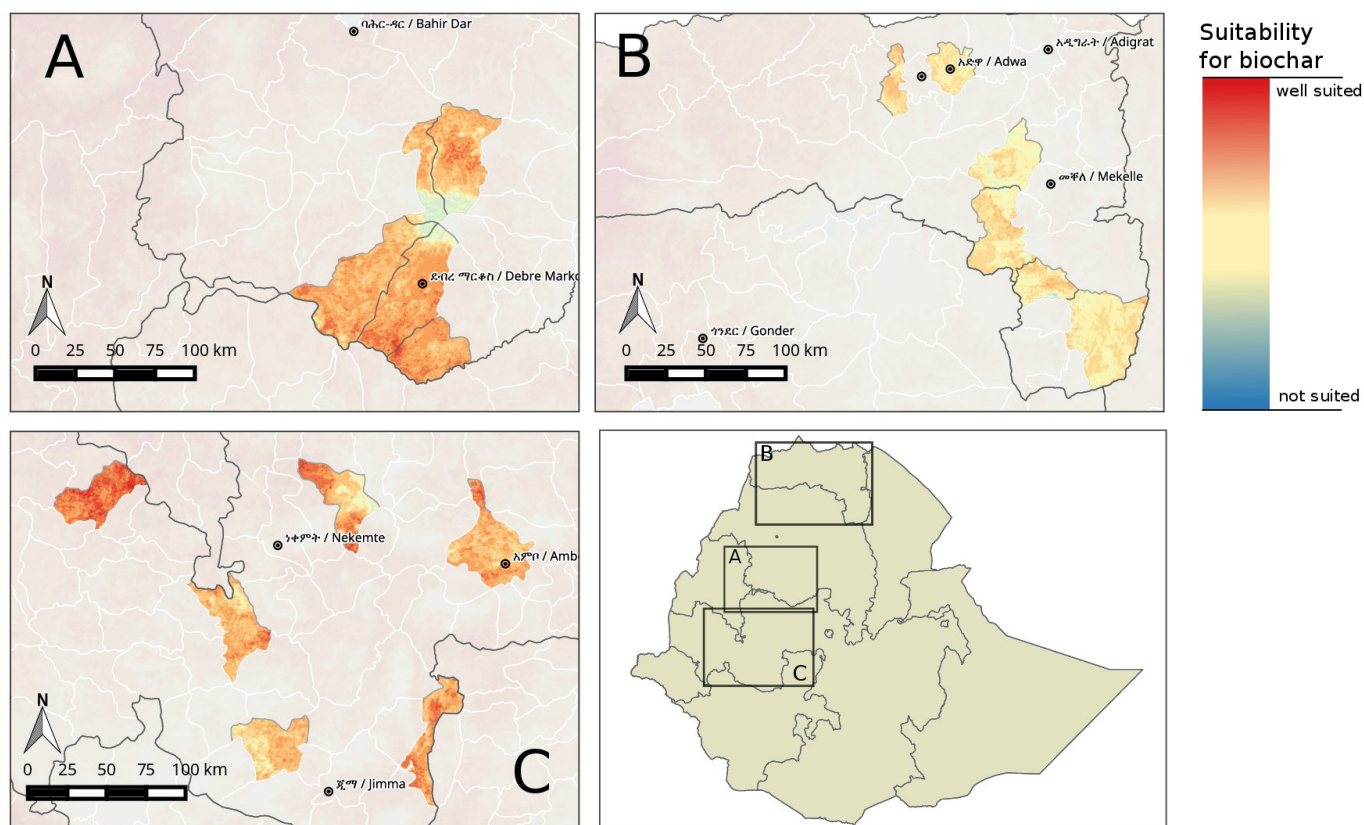 A
ባሕር-ዳር / Bahir Dar
ደብረ ማርቆስ / Debre Marko
N
0 25 50 75 100 km
B
አዲግራት / Adigrat
አድዋ / Adwa
መቐለ / Mekelle
ጎንደር / Gonder
N
0 25 50 75 100 km
Suitability
for biochar
well suited
not suited
ነቀምት / Nekemte
አምቦ / Amb
ጂማ / Jimma
N
0 25 50 75 100 km
C
B
A
C